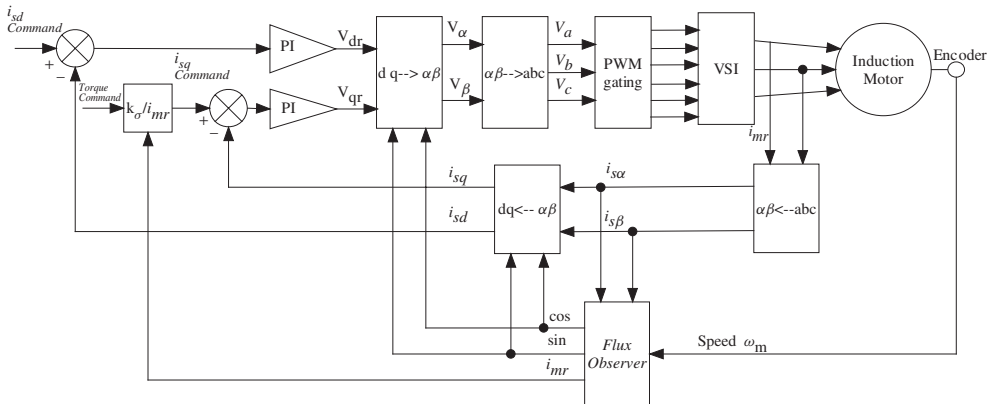 i_sd
Command
+
−
PI
V_dr
i_sq
Command
Torque
Command
k_σ/i_mr
+
−
PI
V_qr
d q--> αβ
V_α
V_β
αβ-->abc
V_a
V_b
V_c
PWM
gating
VSI
Induction
Motor
Encoder
i_mr
i_sq
i_sd
dq<-- αβ
i_sα
i_sβ
αβ<--abc
cos
sin
i_mr
Flux
Observer
Speed ω_m